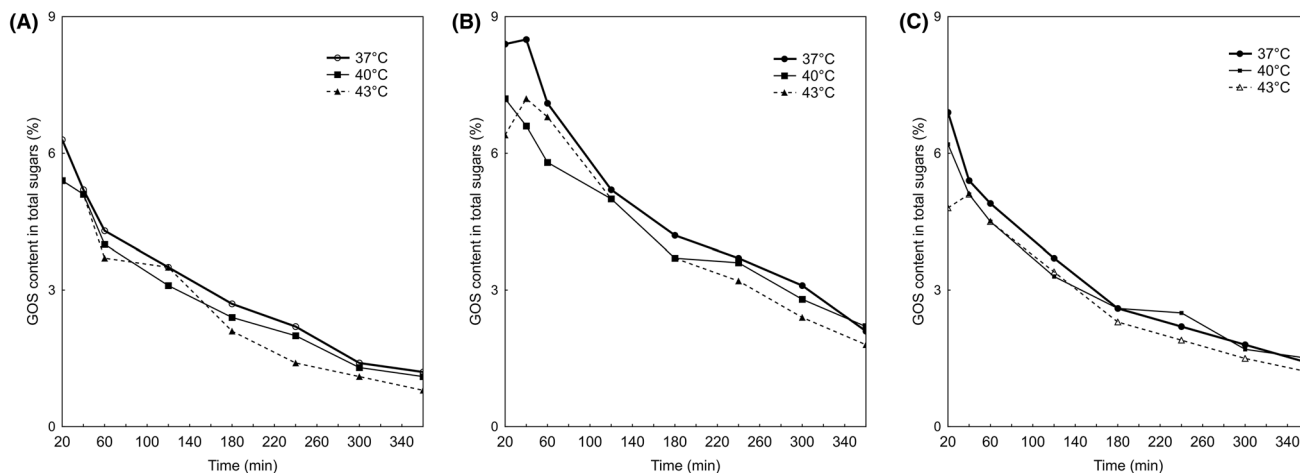 (A)
9
6
3
0
GOS content in total sugars (%)
37°C
40°C
43°C
20 60 100 140 180 220 260 300 340
Time (min)
(B)
9
6
3
0
GOS content in total sugars (%)
37°C
40°C
43°C
20 60 100 140 180 220 260 300 340
Time (min)
(C)
9
6
3
0
GOS content in total sugars (%)
37°C
40°C
43°C
20 60 100 140 180 220 260 300 340
Time (min)